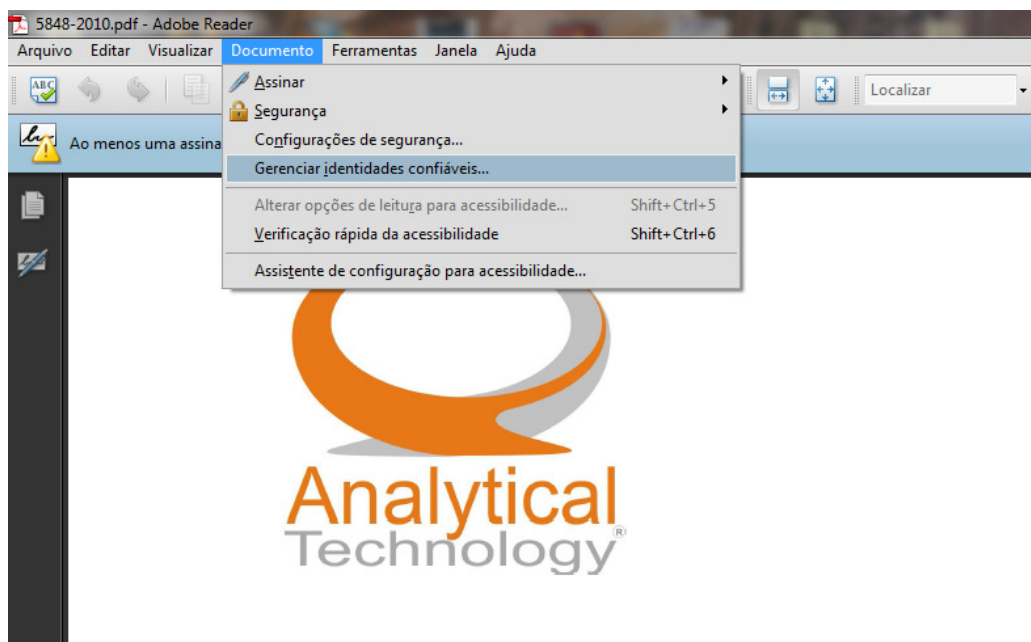 5848-2010.pdf - Adobe Reader
Arquivo Editar Visualizar Documento Ferramentas Janela Ajuda
ABC
Localizar
Assinar
Segurança
Ao menos uma assina
Configurações de segurança...
Gerenciar identidades confiáveis...
Alterar opções de leitura para acessibilidade... Shift+Ctrl+5
Verificação rápida da acessibilidade Shift+Ctrl+6
Assistente de configuração para acessibilidade...
Analytical
Technology®